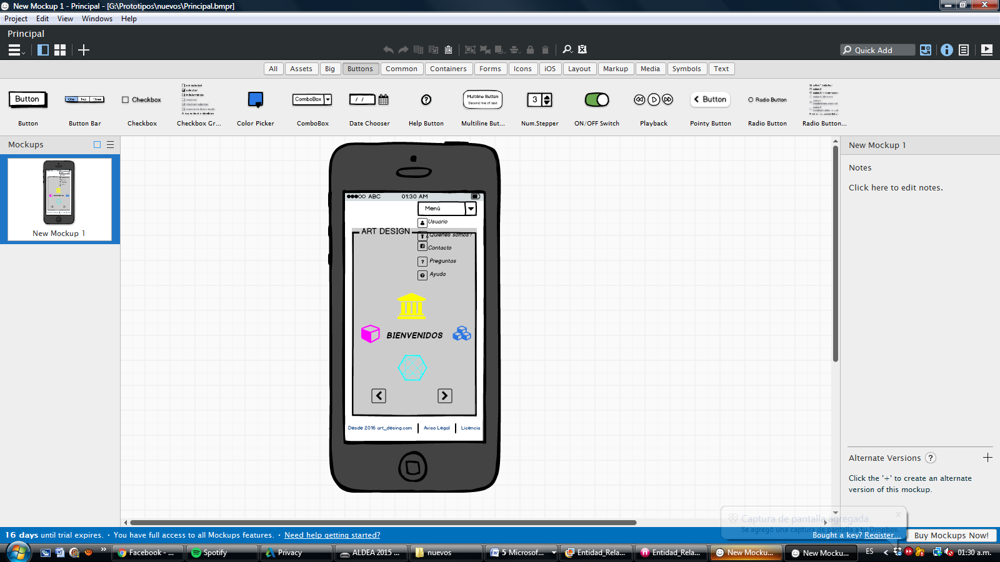 New Mockup 1 - Principal - [G:\Prototipos\nuevos\Principal.bmpr]
Project Edit View Windows Help
Principal
Quick Add
All Assets Big Buttons Common Containers Forms Icons iOS Layout Markup Media Symbols Text
Button One Two Three Checkbox
not selected
selected
indeterminate
disabled
disabled selected
ComboBox / / ? Multiline Button
Second line of text
3 Button Radio Button
Button Button Bar Checkbox Checkbox Gr... Color Picker ComboBox Date Chooser Help Button Multiline But... Num.Stepper ON/OFF Switch Playback Pointy Button Radio Button Radio Button...
Mockups
New Mockup 1
ABC 01:30 AM
Menú
Usuario
ART DESIGN
¿Quienes somos?
Contacto
? Preguntas
? Ayuda
BIENVENIDOS
Desde 2016 art_desing.com Aviso Legal Licencia
New Mockup 1
Notes
Click here to edit notes.
Alternate Versions ?
Click the '+' to create an alternate
version of this mockup.
Captura de pantalla agregada
Se agregó una captura de pantalla a tu Dropbox.
16 days until trial expires. · You have full access to all Mockups features. · Need help getting started? Bought a key? Register... Buy Mockups Now!
Facebook - ... Spotify Privacy ALDEA 2015 ... nuevos 5 Microsof... Entidad_Rela... Entidad_Rela... New Mocku... New Mocku... ES 01:30 a.m.